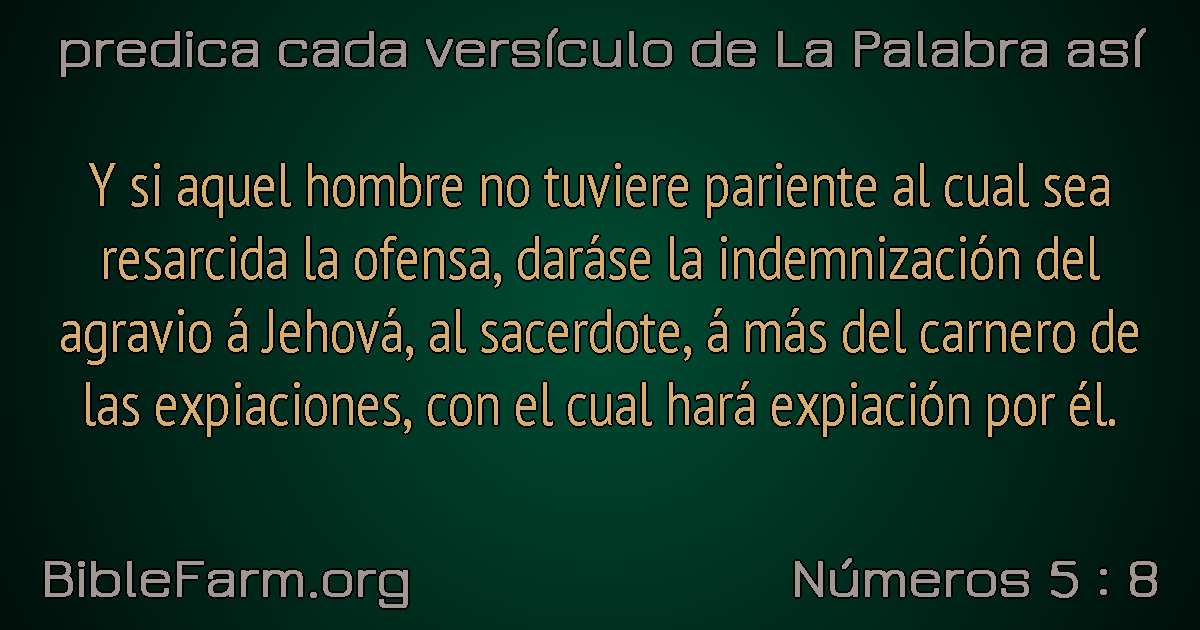 predica cada versículo de La Palabra así
Y si aquel hombre no tuviere pariente al cual sea
resarcida la ofensa, daráse la indemnización del
agravio á Jehová, al sacerdote, á más del carnero de
las expiaciones, con el cual hará expiación por él.
BibleFarm.org
Números 5 : 8